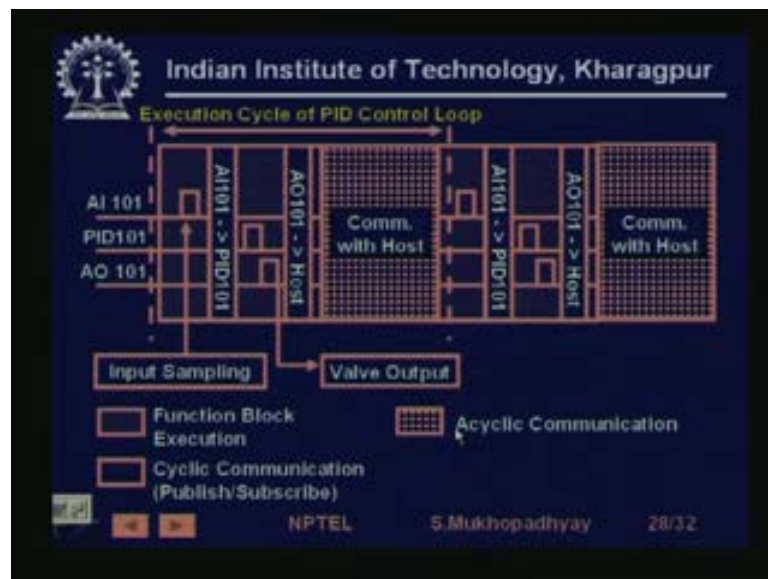 Indian Institute of Technology, Kharagpur
Execution Cycle of PID Control Loop
AI 101
PID101
AO 101
AI101 - > PID101
AO101 - > Host
Comm.
with Host
AI101 - > PID101
AO101 - > Host
Comm.
with Host
Input Sampling
Valve Output
Function Block
Execution
Acyclic Communication
Cyclic Communication
(Publish/Subscribe)
NPTEL
S.Mukhopadhyay
28/32